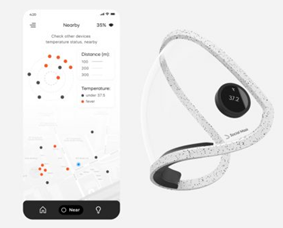 Nearby
35%
Check other devices
temperature status, nearby
Distance (m):
100
200
300
Temperature:
under 37.5
fever
Near
37.2